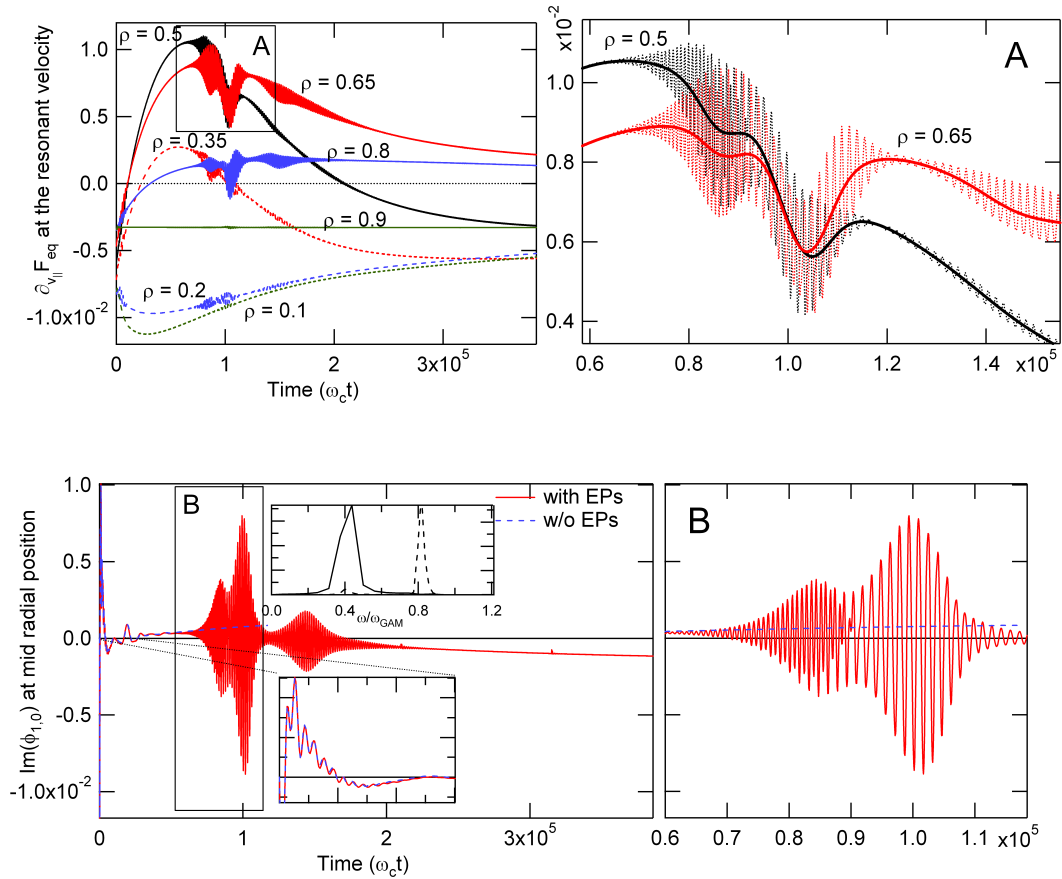 ∂v||Feq at the resonant velocity
1.0
0.5
0.0
-0.5
-1.0x10-2
ρ = 0.5
A
ρ = 0.65
ρ = 0.35
ρ = 0.8
ρ = 0.9
ρ = 0.2
ρ = 0.1
0
1
2
3x105
Time (ωct)
x10-2
1.0
0.8
0.6
0.4
ρ = 0.5
A
ρ = 0.65
0.6
0.8
1.0
1.2
1.4
x105
Im(ϕ1,0) at mid radial position
1.0
0.5
0.0
-0.5
-1.0x10-2
B
with EPs
w/o EPs
0.0
0.4
0.8
1.2
ω/ωGAM
0
1
2
3x105
Time (ωct)
B
0.6
0.7
0.8
0.9
1.0
1.1
x105